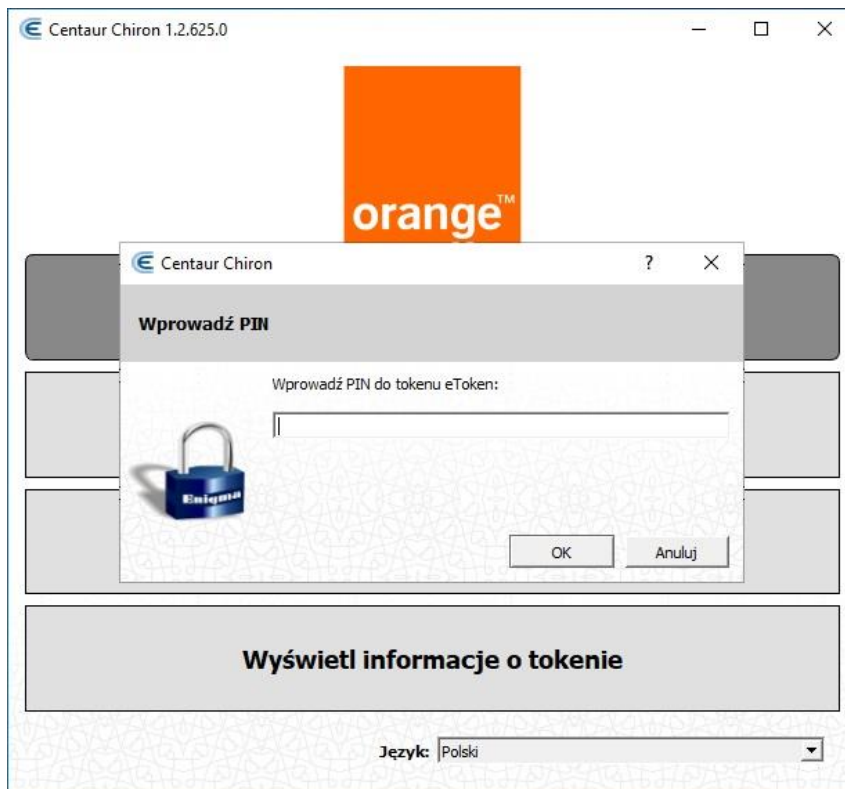 Centaur Chiron 1.2.625.0
orange™
Centaur Chiron
?
Wprowadź PIN
Wprowadź PIN do tokenu eToken:
Enigma
OK
Anuluj
Wyświetl informacje o tokenie
Język: Polski